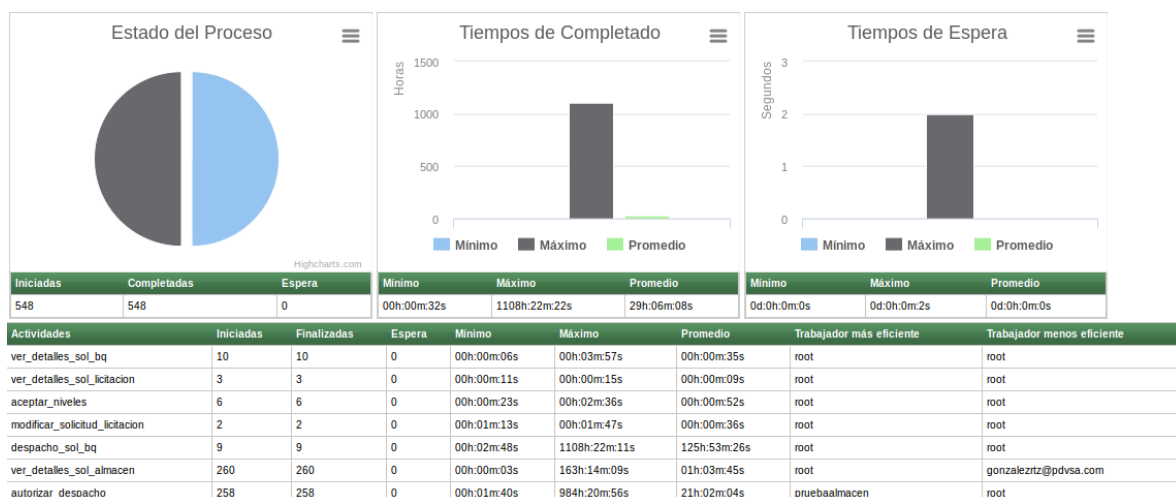 Estado del Proceso
Highcharts.com
Iniciadas Completadas Espera
548 548 0
Tiempos de Completado
Horas
1500
1000
500
0
Mínimo Máximo Promedio
Mínimo Máximo Promedio
00h:00m:32s 1108h:22m:22s 29h:06m:08s
Tiempos de Espera
Segundos
3
2
1
0
Mínimo Máximo Promedio
Mínimo Máximo Promedio
0d:0h:0m:0s 0d:0h:0m:2s 0d:0h:0m:0s
Actividades Iniciadas Finalizadas Espera Mínimo Máximo Promedio Trabajador más eficiente Trabajador menos eficiente
ver_detalles_sol_bq 10 10 0 00h:00m:06s 00h:03m:57s 00h:00m:35s root root
ver_detalles_sol_licitacion 3 3 0 00h:00m:11s 00h:00m:15s 00h:00m:09s root root
aceptar_niveles 6 6 0 00h:00m:23s 00h:02m:36s 00h:00m:52s root root
modificar_solicitud_licitacion 2 2 0 00h:01m:13s 00h:01m:47s 00h:00m:36s root root
despacho_sol_bq 9 9 0 00h:02m:48s 1108h:22m:11s 125h:53m:26s root root
ver_detalles_sol_almacen 260 260 0 00h:00m:03s 163h:14m:09s 01h:03m:45s root gonzalezrtz@pdvsa.com
autorizar_despacho 258 258 0 00h:01m:40s 984h:20m:56s 21h:02m:04s pruebaalmacen root